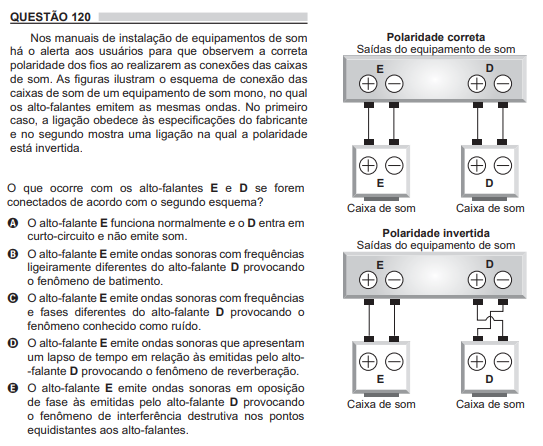 QUESTÃO 120
Nos manuais de instalação de equipamentos de som
há o alerta aos usuários para que observem a correta
polaridade dos fios ao realizarem as conexões das caixas
de som. As figuras ilustram o esquema de conexão das
caixas de som de um equipamento de som mono, no qual
os alto-falantes emitem as mesmas ondas. No primeiro
caso, a ligação obedece às especificações do fabricante
e no segundo mostra uma ligação na qual a polaridade
está invertida.
O que ocorre com os alto-falantes E e D se forem
conectados de acordo com o segundo esquema?
A O alto-falante E funciona normalmente e o D entra em
curto-circuito e não emite som.
B O alto-falante E emite ondas sonoras com frequências
ligeiramente diferentes do alto-falante D provocando
o fenômeno de batimento.
C O alto-falante E emite ondas sonoras com frequências
e fases diferentes do alto-falante D provocando o
fenômeno conhecido como ruído.
D O alto-falante E emite ondas sonoras que apresentam
um lapso de tempo em relação às emitidas pelo alto-
-falante D provocando o fenômeno de reverberação.
E O alto-falante E emite ondas sonoras em oposição
de fase às emitidas pelo alto-falante D provocando
o fenômeno de interferência destrutiva nos pontos
equidistantes aos alto-falantes.
Polaridade correta
Saídas do equipamento de som
E D
+ − + −
+ − + −
E D
Caixa de som Caixa de som
Polaridade invertida
Saídas do equipamento de som
E D
+ − + −
+ − + −
E D
Caixa de som Caixa de som